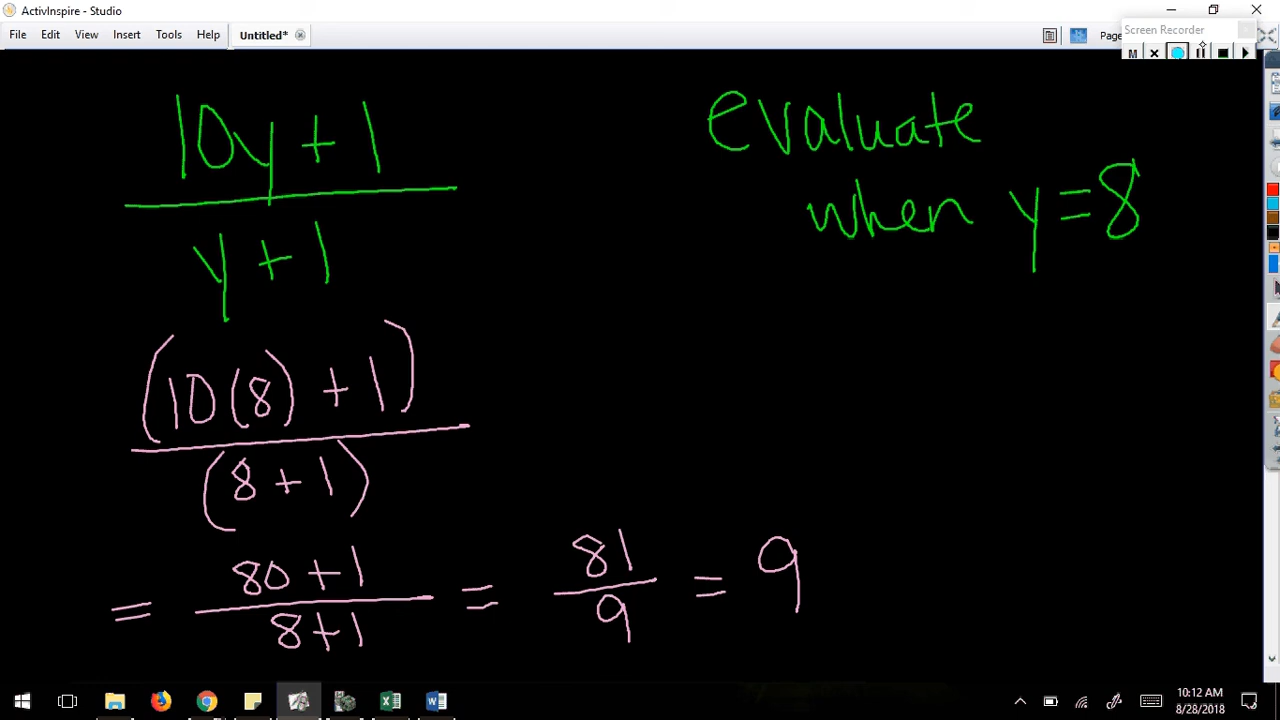 ActivInspire - Studio
File Edit View Insert Tools Help Untitled*
Page
Screen Recorder
M
10y + 1
y + 1
evaluate
when y = 8
(10(8) + 1)
(8 + 1)
= 80 + 1 = 81 = 9
8 + 1 9
10:12 AM
8/28/2018